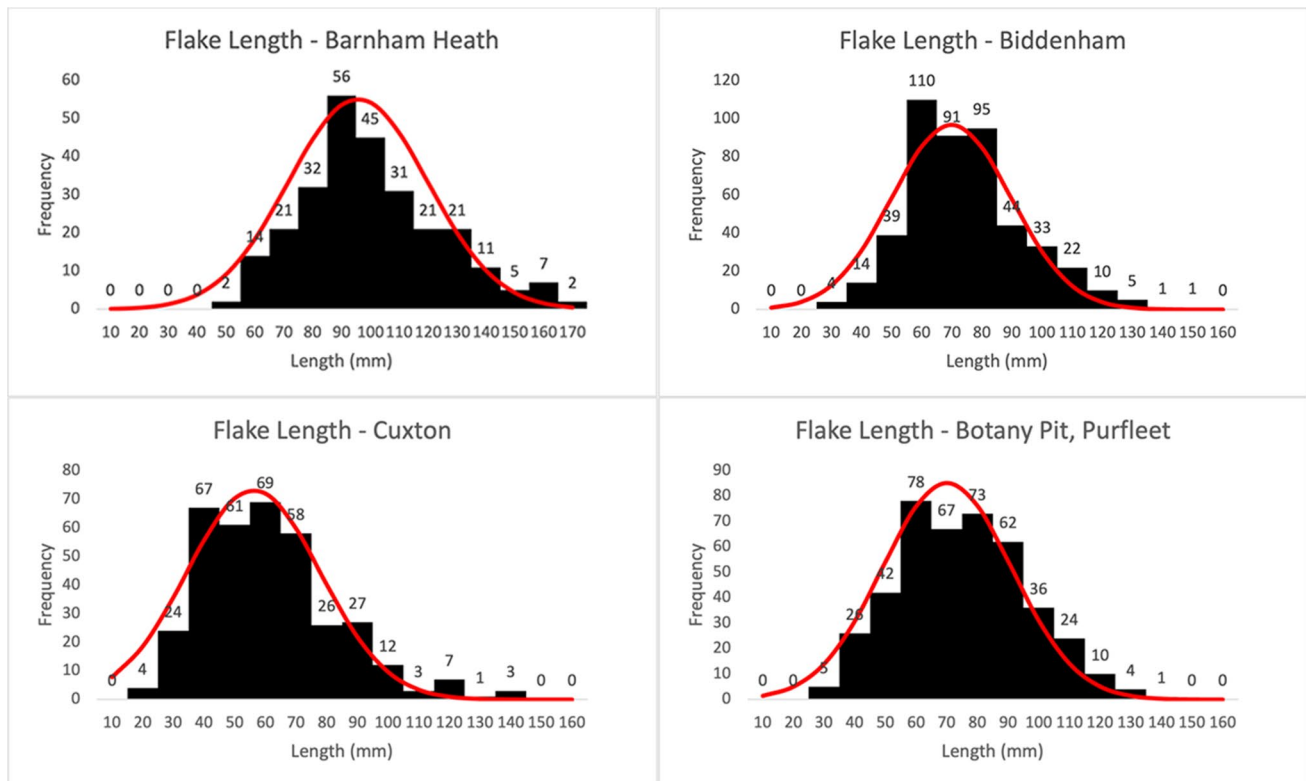 Flake Length - Barnham Heath
60
50
40
30
20
10
0
Frequency
0 0 0 0 2 14 21 32 56 45 31 21 21 11 5 7 2
10 20 30 40 50 60 70 80 90 100 110 120 130 140 150 160 170
Length (mm)
Flake Length - Biddenham
120
100
80
60
40
20
0
Frenquency
0 0 4 14 39 110 91 95 44 33 22 10 5 1 1 0
10 20 30 40 50 60 70 80 90 100 110 120 130 140 150 160
Length (mm)
Flake Length - Cuxton
80
70
60
50
40
30
20
10
0
Frequency
0 4 24 67 61 69 58 26 27 12 3 7 1 3 0 0
10 20 30 40 50 60 70 80 90 100 110 120 130 140 150 160
Length (mm)
Flake Length - Botany Pit, Purfleet
90
80
70
60
50
40
30
20
10
0
Frequency
0 0 5 26 42 78 67 73 62 36 24 10 4 1 0 0
10 20 30 40 50 60 70 80 90 100 110 120 130 140 150 160
Length (mm)